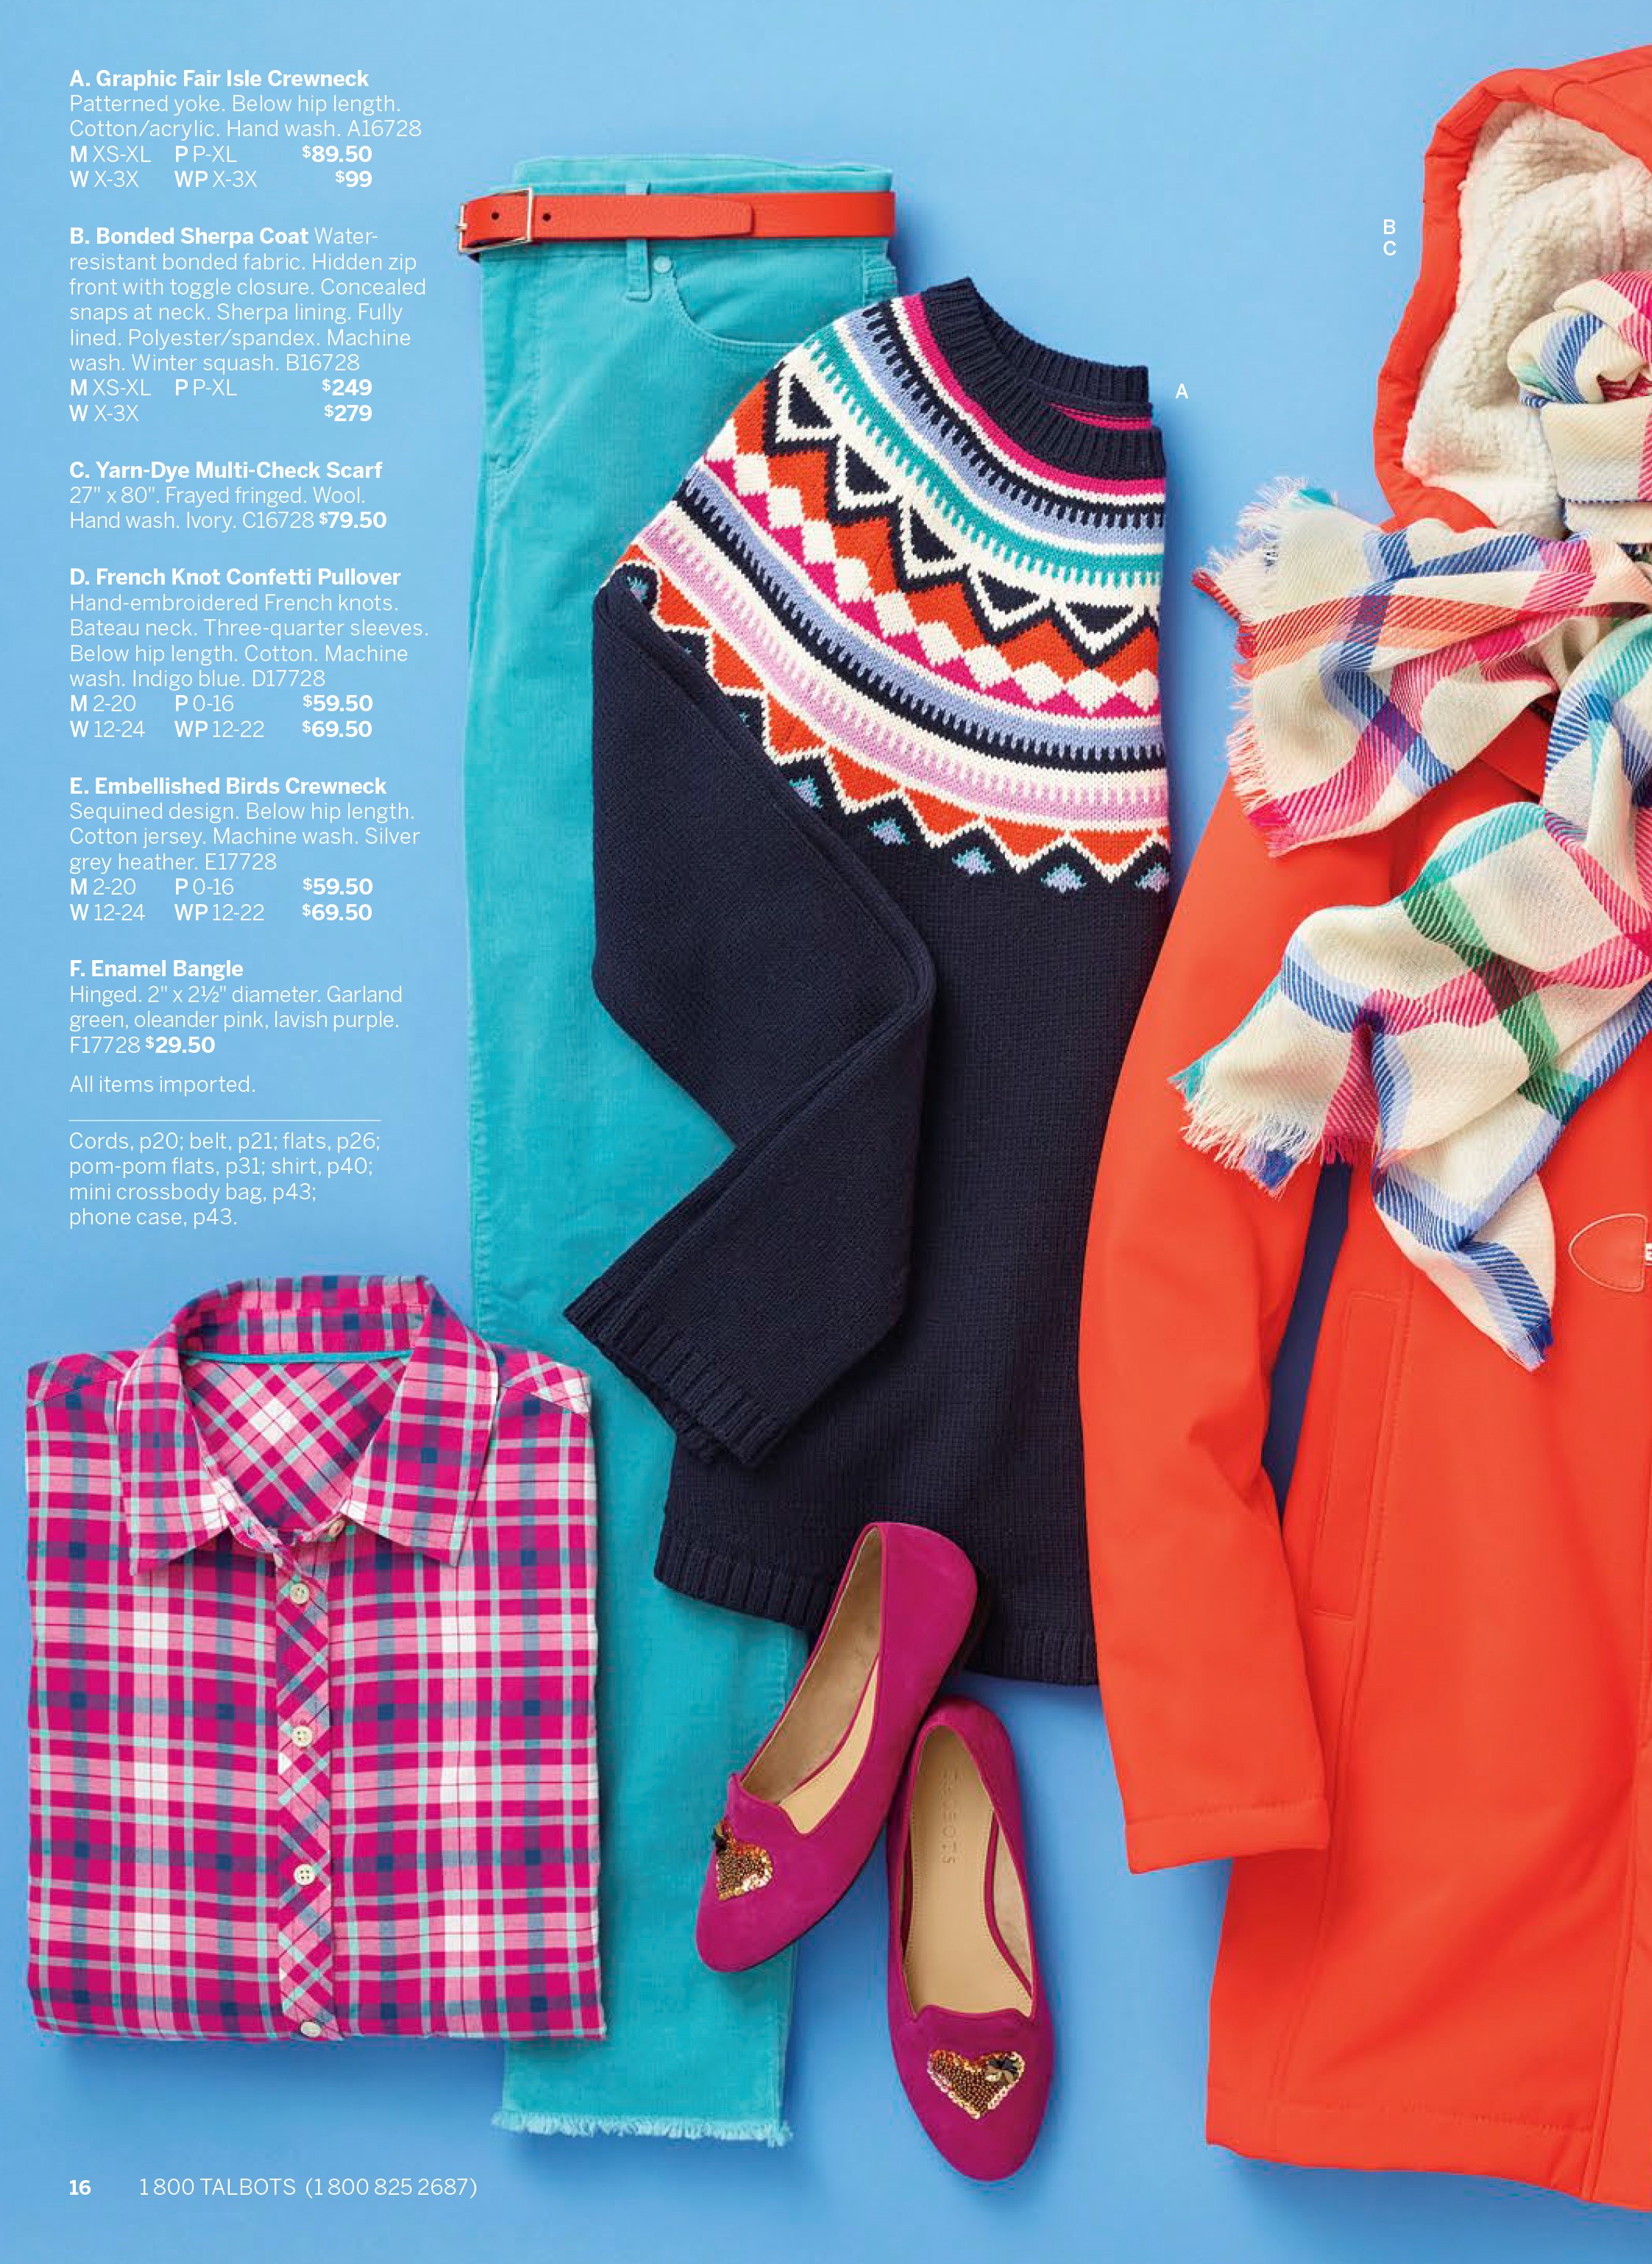 A. Graphic Fair Isle Crewneck
Patterned yoke. Below hip length.
Cotton/acrylic. Hand wash. A16728
M XS-XL P P-XL $89.50
W X-3X WP X-3X $99
B. Bonded Sherpa Coat Water-
resistant bonded fabric. Hidden zip
front with toggle closure. Concealed
snaps at neck. Sherpa lining. Fully
lined. Polyester/spandex. Machine
wash. Winter squash. B16728
M XS-XL P P-XL $249
W X-3X $279
C. Yarn-Dye Multi-Check Scarf
27" x 80". Frayed fringed. Wool.
Hand wash. Ivory. C16728 $79.50
D. French Knot Confetti Pullover
Hand-embroidered French knots.
Bateau neck. Three-quarter sleeves.
Below hip length. Cotton. Machine
wash. Indigo blue. D17728
M 2-20 P 0-16 $59.50
W 12-24 WP 12-22 $69.50
E. Embellished Birds Crewneck
Sequined design. Below hip length.
Cotton jersey. Machine wash. Silver
grey heather. E17728
M 2-20 P 0-16 $59.50
W 12-24 WP 12-22 $69.50
F. Enamel Bangle
Hinged. 2" x 2½" diameter. Garland
green, oleander pink, lavish purple.
F17728 $29.50
All items imported.
Cords, p20; belt, p21; flats, p26;
pom-pom flats, p31; shirt, p40;
mini crossbody bag, p43;
phone case, p43.
B
C
A
TALBOTS
16 1 800 TALBOTS (1 800 825 2687)